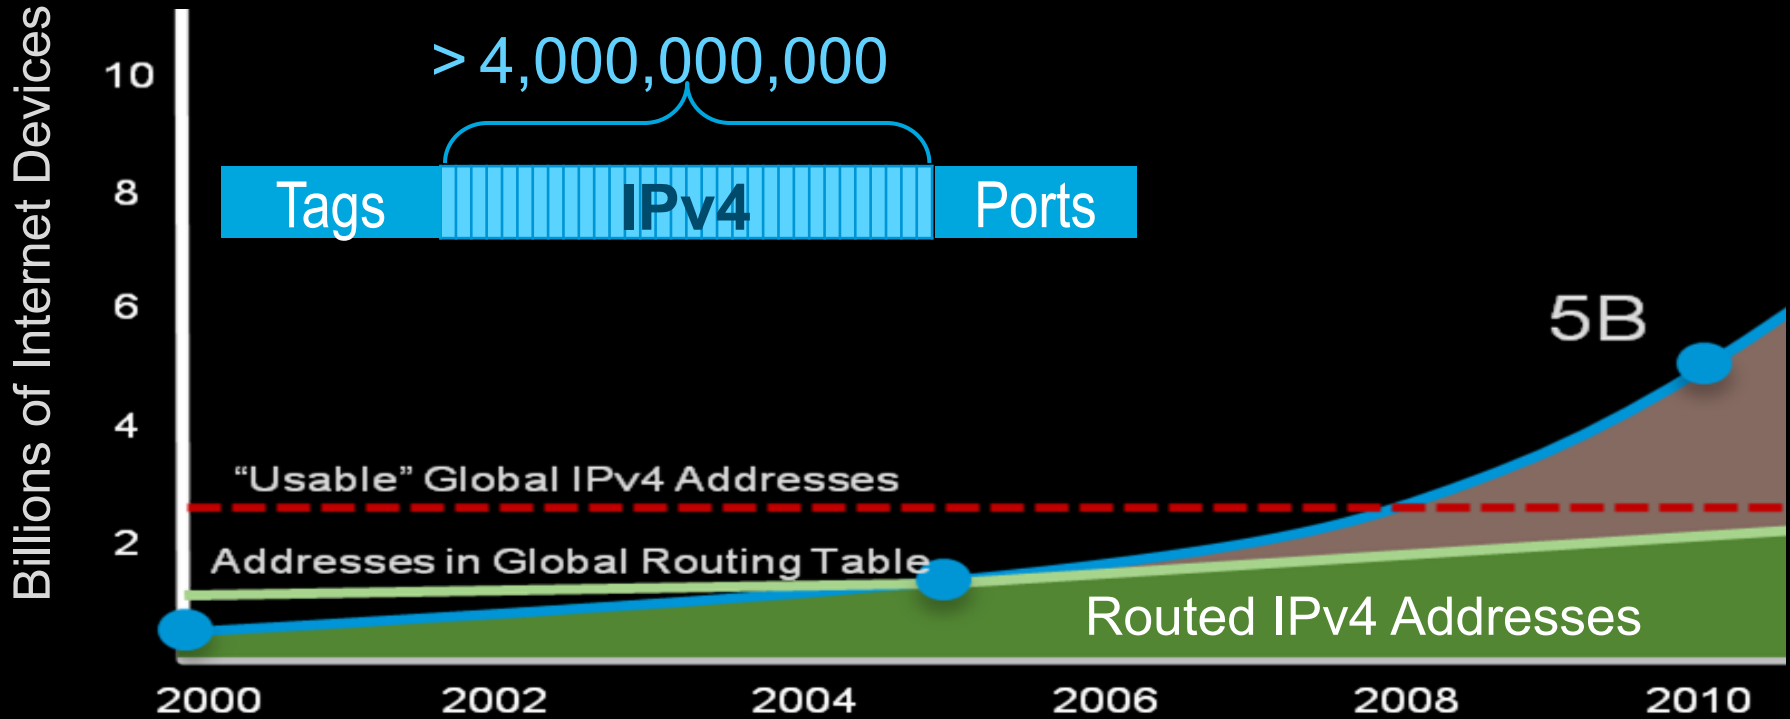 Billions of Internet Devices
10
8
6
4
2
> 4,000,000,000
Tags
IPv4
Ports
5B
“Usable” Global IPv4 Addresses
Addresses in Global Routing Table
Routed IPv4 Addresses
2000 2002 2004 2006 2008 2010